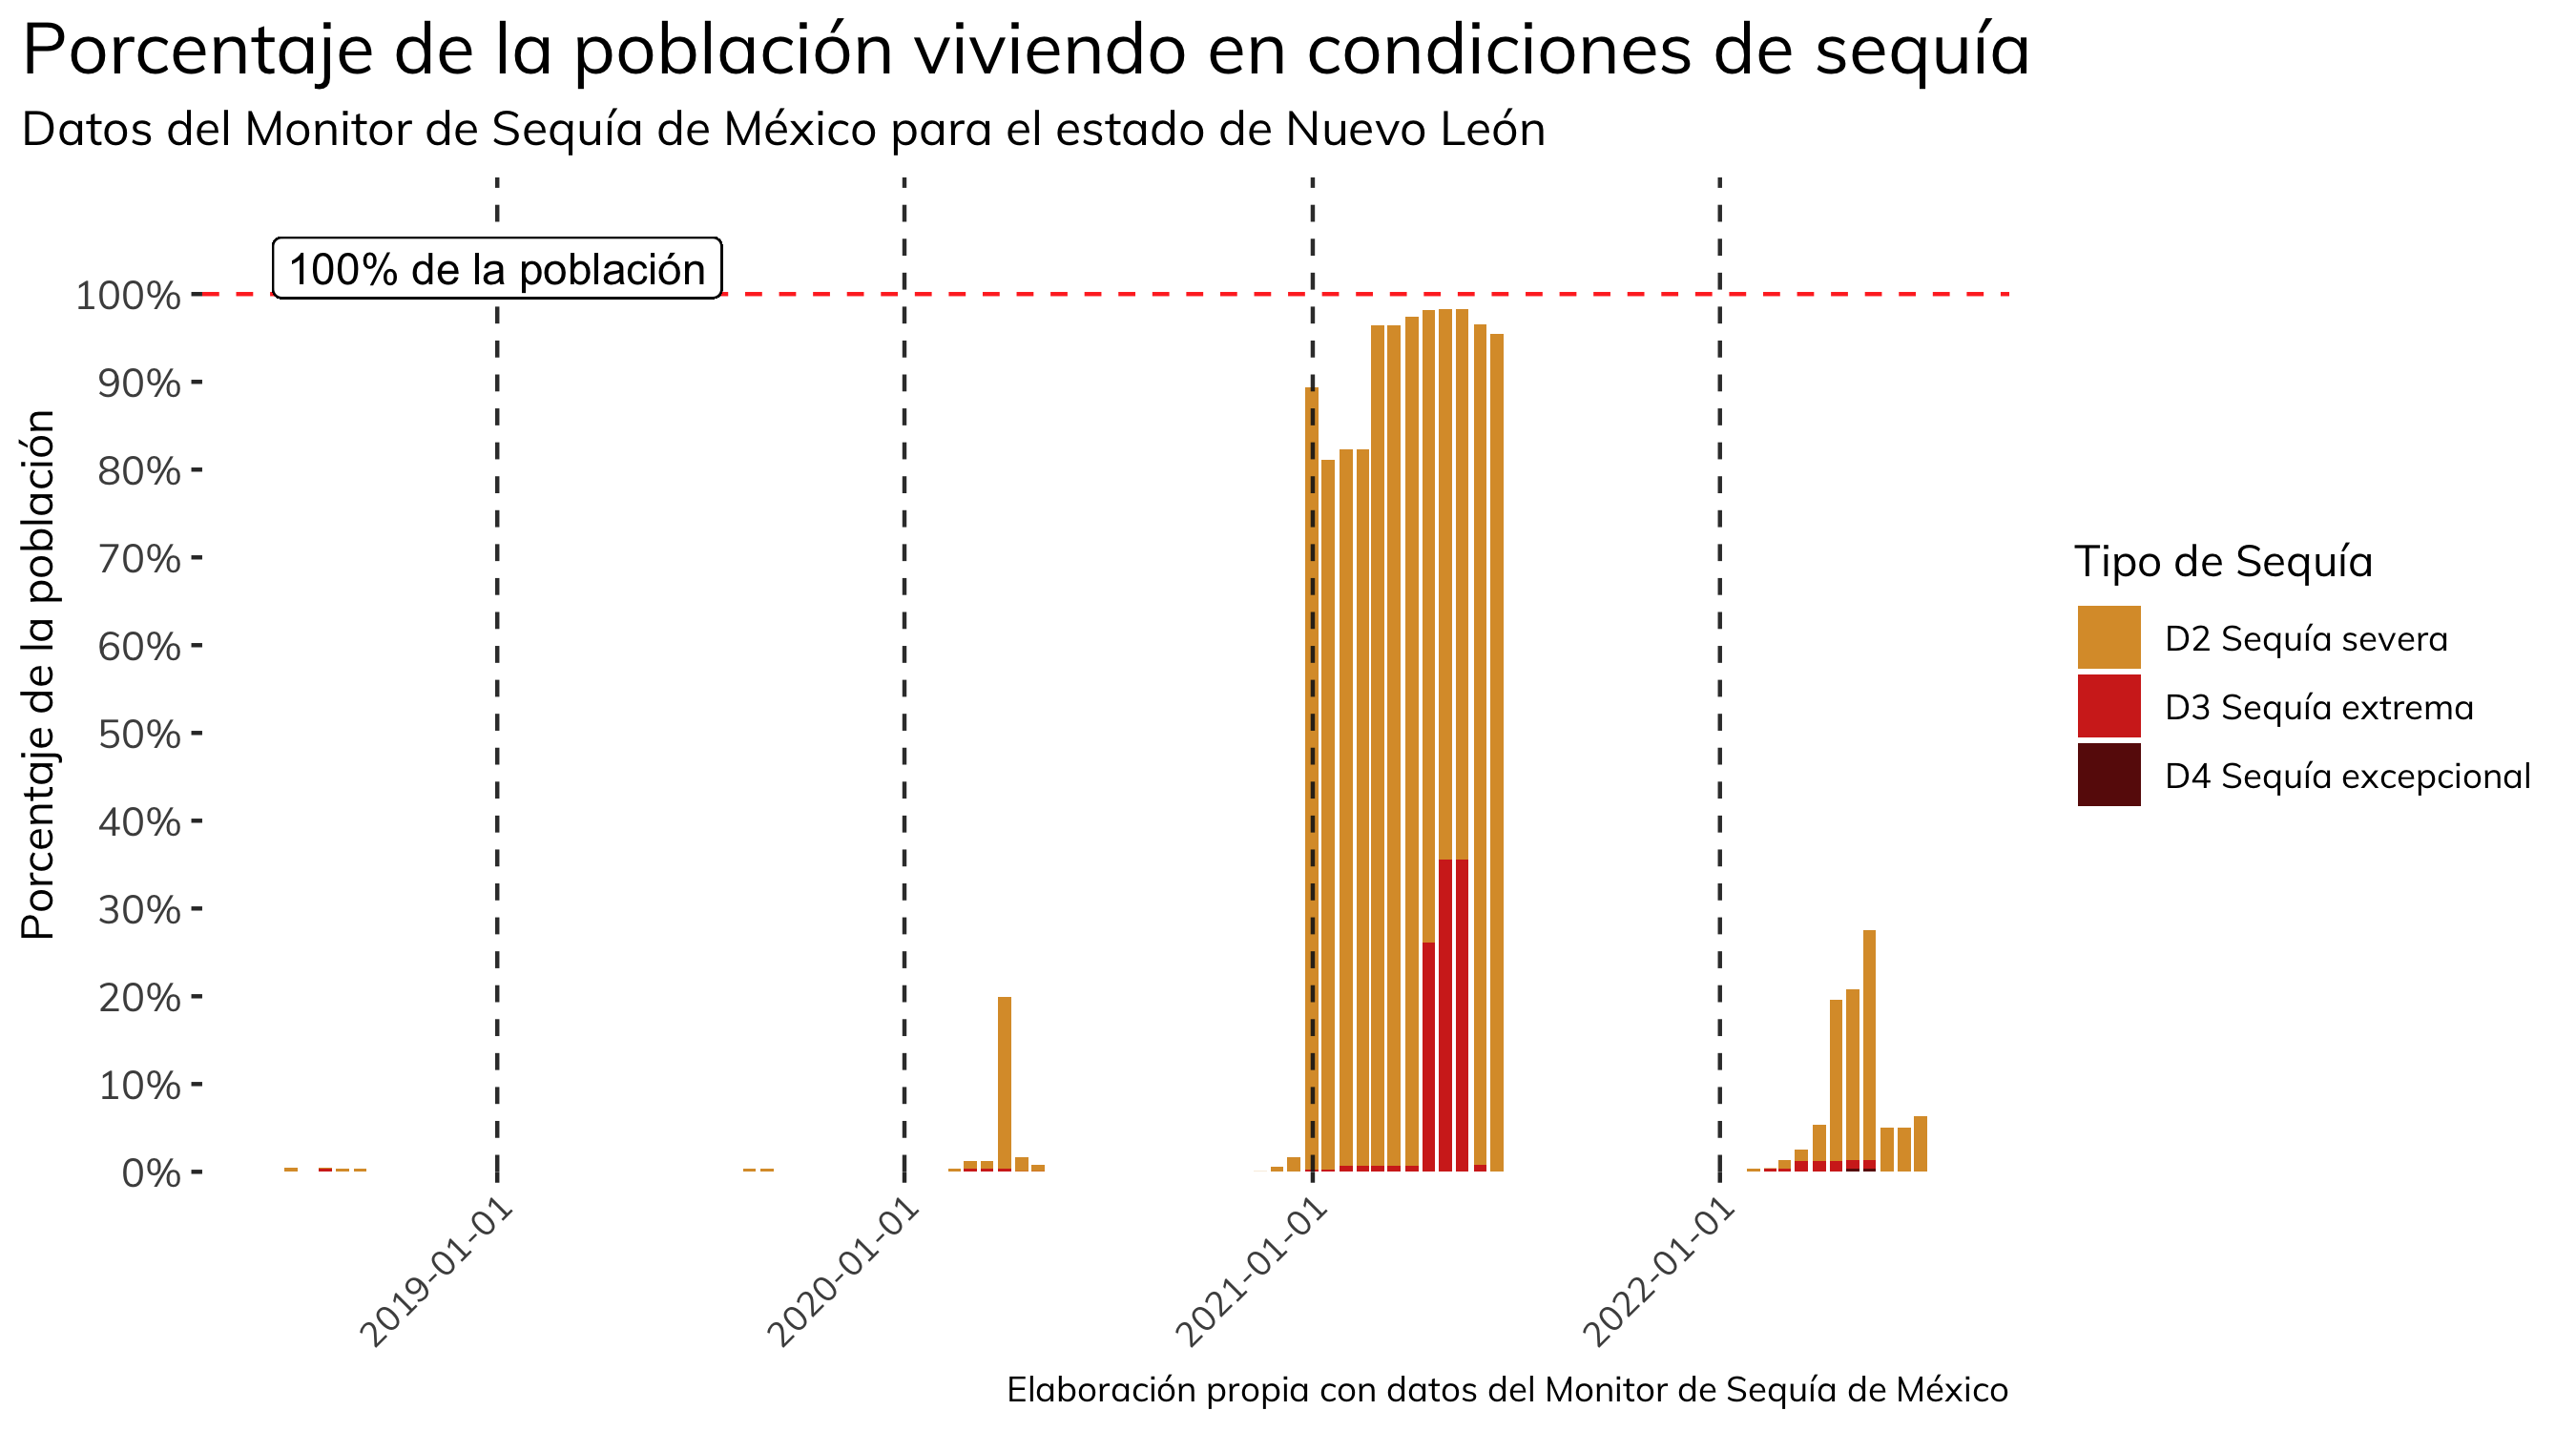 Porcentaje de la población viviendo en condiciones de sequía
Datos del Monitor de Sequía de México para el estado de Nuevo León
100% de la población
100%
90%
80%
70%
60%
50%
40%
30%
20%
10%
0%
Porcentaje de la población
2019-01-01
2020-01-01
2021-01-01
2022-01-01
Tipo de Sequía
D2 Sequía severa
D3 Sequía extrema
D4 Sequía excepcional
Elaboración propia con datos del Monitor de Sequía de México